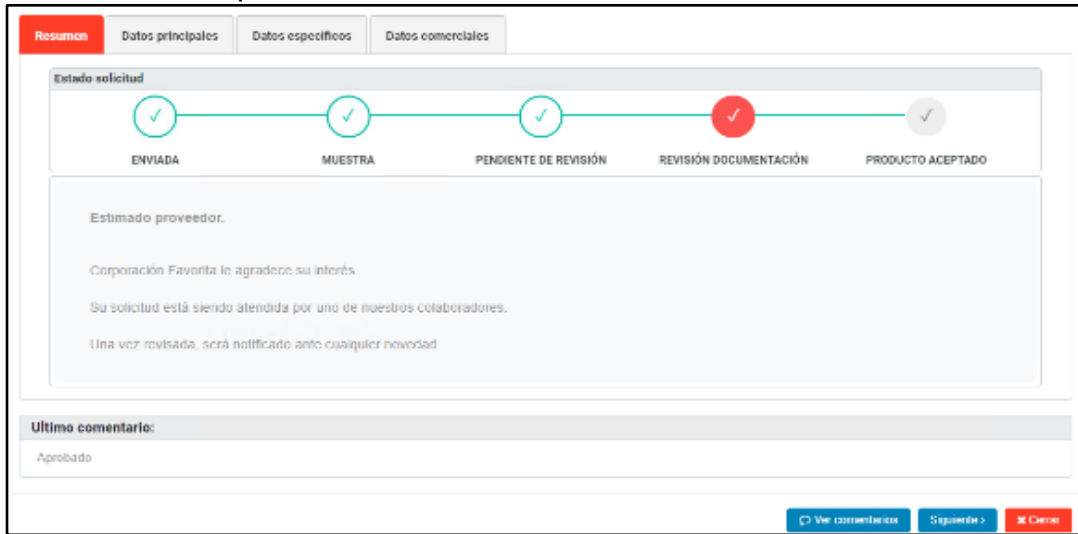 Resumen Datos principales Datos específicos Datos comerciales
Estado solicitud
ENVIADA MUESTRA PENDIENTE DE REVISIÓN REVISIÓN DOCUMENTACIÓN PRODUCTO ACEPTADO
Estimado proveedor.
Corporación Favorita le agradece su interés
Su solicitud está siendo atendida por uno de nuestros colaboradores.
Una vez revisada, será notificado ante cualquier novedad
Ultimo comentario:
Aprobado
Ver comentarios Siguiente > Cerrar